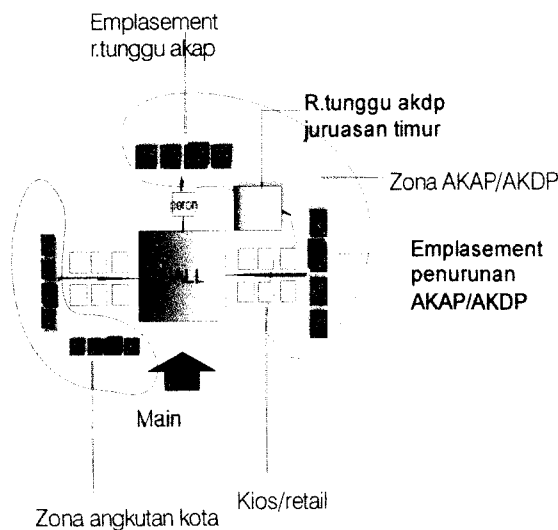 Emplasement
r.tunggu akap
R.tunggu akdp
juruasan timur
Zona AKAP/AKDP
peron
Emplasement
penurunan
AKAP/AKDP
Main
Kios/retail
Zona angkutan kota